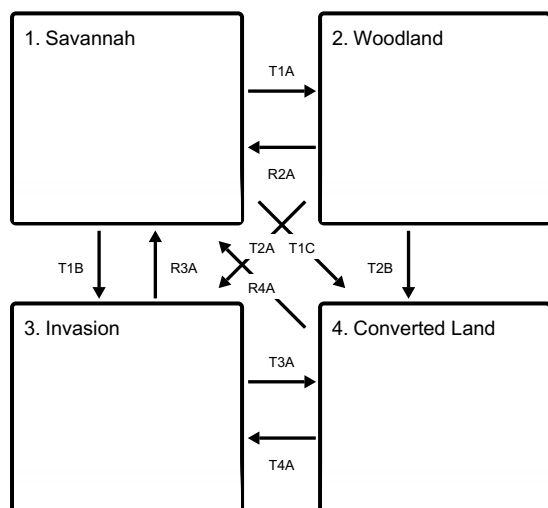 1. Savannah
2. Woodland
T1A
R2A
T1B
R3A
T2A
T1C
T2B
R4A
3. Invasion
4. Converted Land
T3A
T4A